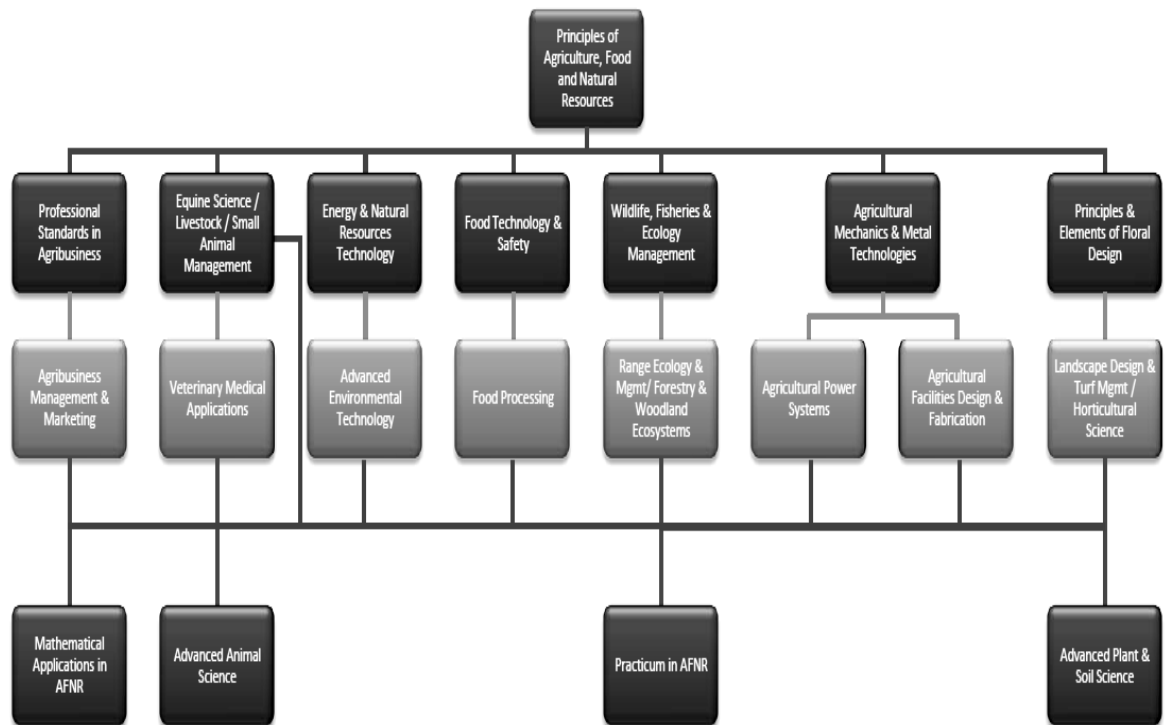 Principles of
Agriculture, Food
and Natural
Resources
Professional
Standards in
Agribusiness
Equine Science /
Livestock / Small
Animal
Management
Energy & Natural
Resources
Technology
Food Technology &
Safety
Wildlife, Fisheries &
Ecology
Management
Agricultural
Mechanics & Metal
Technologies
Principles &
Elements of Floral
Design
Agribusiness
Management &
Marketing
Veterinary Medical
Applications
Advanced
Environmental
Technology
Food Processing
Range Ecology &
Mgmt/ Forestry &
Woodland
Ecosystems
Agricultural Power
Systems
Agricultural
Facilities Design &
Fabrication
Landscape Design &
Turf Mgmt /
Horticultural
Science
Mathematical
Applications in
AFNR
Advanced Animal
Science
Practicum in AFNR
Advanced Plant &
Soil Science